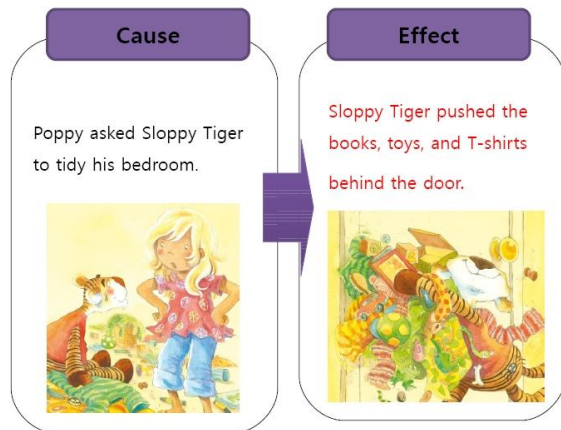 Cause
Poppy asked Sloppy Tiger
to tidy his bedroom.
Effect
Sloppy Tiger pushed the
books, toys, and T-shirts
behind the door.